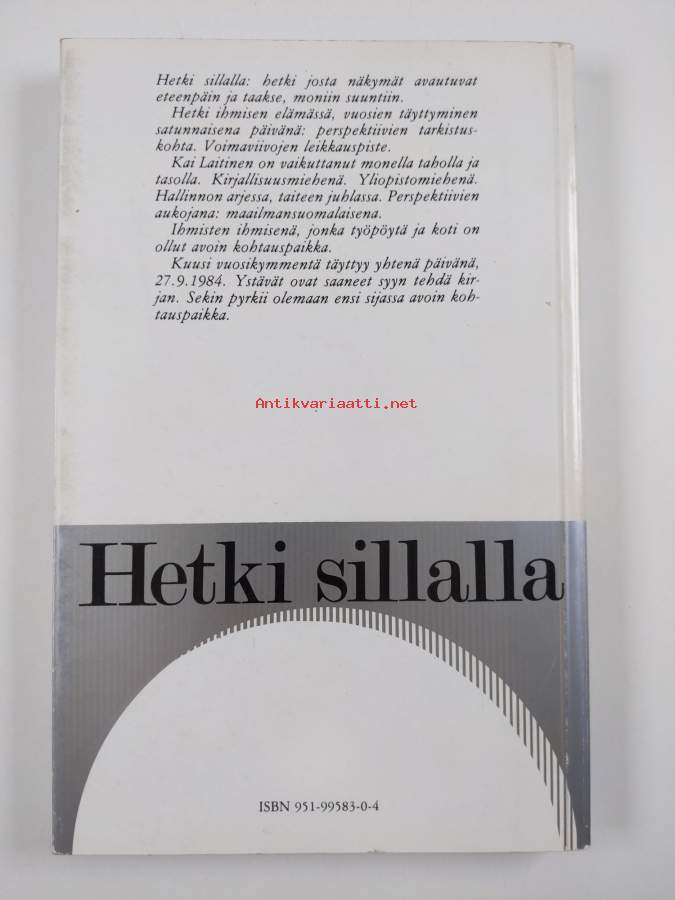 Hetki sillalla: hetki josta näkymät avautuvat
eteenpäin ja taakse, moniin suuntiin.
Hetki ihmisen elämässä, vuosien täyttyminen
satunnaisena päivänä: perspektiivien tarkistus-
kohta. Voimaviivojen leikkauspiste.
Kai Laitinen on vaikuttanut monella taholla ja
tasolla. Kirjallisuusmiehenä. Yliopistomiehenä.
Hallinnon arjessa, taiteen juhlassa. Perspektiivien
aukojana: maailmansuomalaisena.
Ihmisten ihmisenä, jonka työpöytä ja koti on
ollut avoin kohtauspaikka.
Kuusi vuosikymmentä täyttyy yhtenä päivänä,
27.9.1984. Ystävät ovat saaneet syyn tehdä kir-
jan. Sekin pyrkii olemaan ensi sijassa avoin koh-
tauspaikka.
Antikvariaatti.net
Hetki sillalla
ISBN 951-99583-0-4